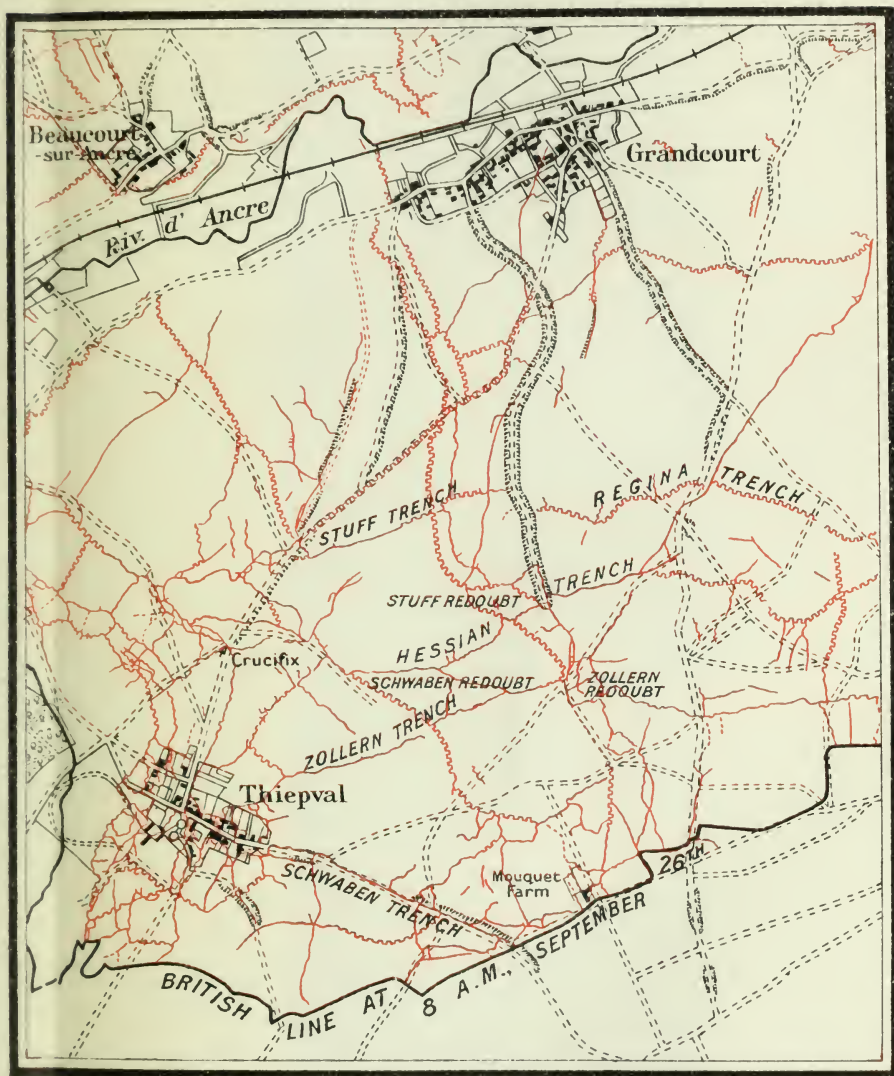 Beaucourt
-sur-Ancre
Grandcourt
Riv. d' Ancre
REGINA TRENCH
STUFF TRENCH
TRENCH
STUFF REDOUBT
HESSIAN
Crucifix
SCHWABEN REDOUBT
ZOLLERN
REDOUBT
ZOLLERN TRENCH
Thiepval
SCHWABEN TRENCH
Mouquet
Farm
BRITISH LINE AT 8 A.M., SEPTEMBER 26TH